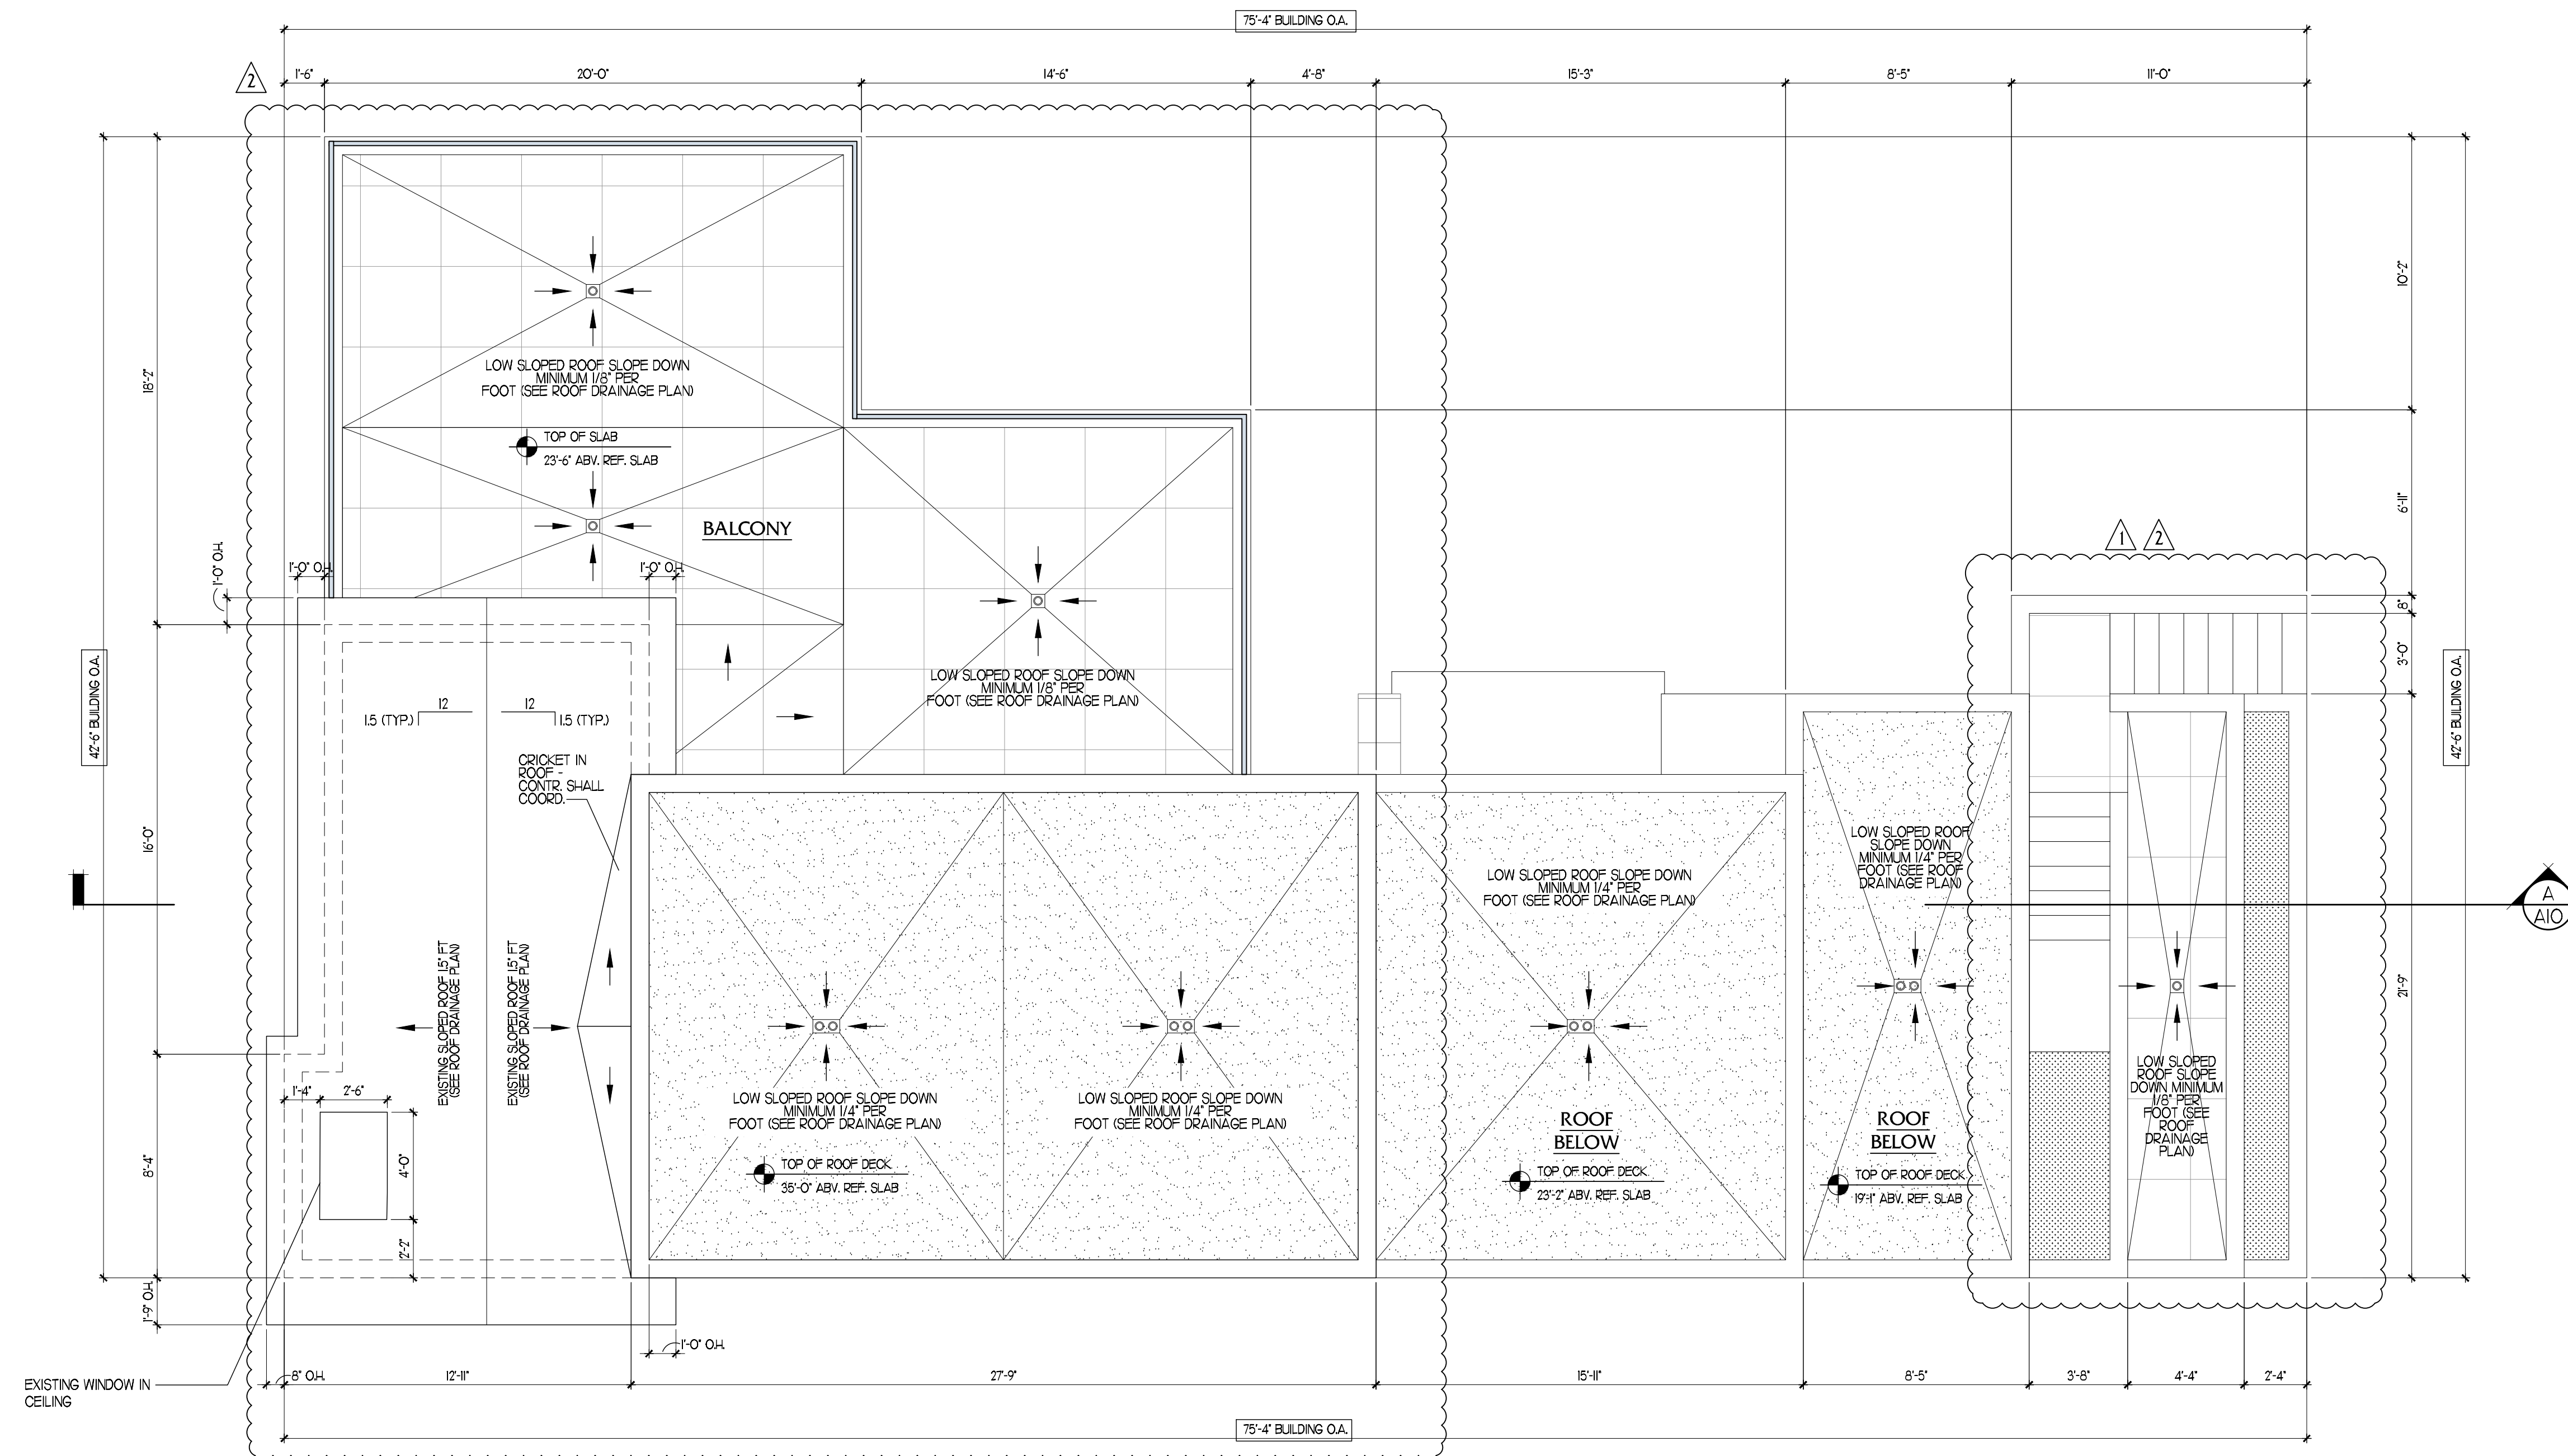 75'-4" BUILDING O.A.
1'-6"
20'-0"
14'-6"
4'-8"
15'-3"
8'-5"
11'-0"
2
18'-2"
10'-2"
LOW SLOPED ROOF SLOPE DOWN
MINIMUM 1/8" PER
FOOT (SEE ROOF DRAINAGE PLAN)
TOP OF SLAB
23'-6" ABV. REF. SLAB
BALCONY
6'-11"
1
2
1'-0" O.H.
1'-0" O.H.
1'-0" O.H.
8"
3'-0"
42'-6" BUILDING O.A.
42'-6" BUILDING O.A.
LOW SLOPED ROOF SLOPE DOWN
MINIMUM 1/8" PER
FOOT (SEE ROOF DRAINAGE PLAN)
12
1.5 (TYP.)
12
1.5 (TYP.)
CRICKET IN
ROOF -
CONTR. SHALL
COORD.
16'-0"
LOW SLOPED ROOF
SLOPE DOWN
MINIMUM 1/4" PER
FOOT (SEE ROOF
DRAINAGE PLAN)
LOW SLOPED ROOF SLOPE DOWN
MINIMUM 1/4" PER
FOOT (SEE ROOF DRAINAGE PLAN)
A
A10
EXISTING SLOPED ROOF 1.5" FT
(SEE ROOF DRAINAGE PLAN)
EXISTING SLOPED ROOF 1.5" FT
(SEE ROOF DRAINAGE PLAN)
21'-9"
1'-4"
2'-6"
4'-0"
2'-2"
8'-4"
LOW SLOPED ROOF SLOPE DOWN
MINIMUM 1/4" PER
FOOT (SEE ROOF DRAINAGE PLAN)
LOW SLOPED ROOF SLOPE DOWN
MINIMUM 1/4" PER
FOOT (SEE ROOF DRAINAGE PLAN)
TOP OF ROOF DECK
35'-0" ABV. REF. SLAB
ROOF
BELOW
TOP OF ROOF DECK
23'-2" ABV. REF. SLAB
ROOF
BELOW
TOP OF ROOF DECK
19'-1" ABV. REF. SLAB
LOW SLOPED
ROOF SLOPE
DOWN MINIMUM
1/8" PER
FOOT (SEE
ROOF
DRAINAGE
PLAN)
1'-9" O.H.
1'-0" O.H.
EXISTING WINDOW IN
CEILING
8" O.H.
12'-11"
27'-9"
15'-11"
8'-5"
3'-8"
4'-4"
2'-4"
75'-4" BUILDING O.A.